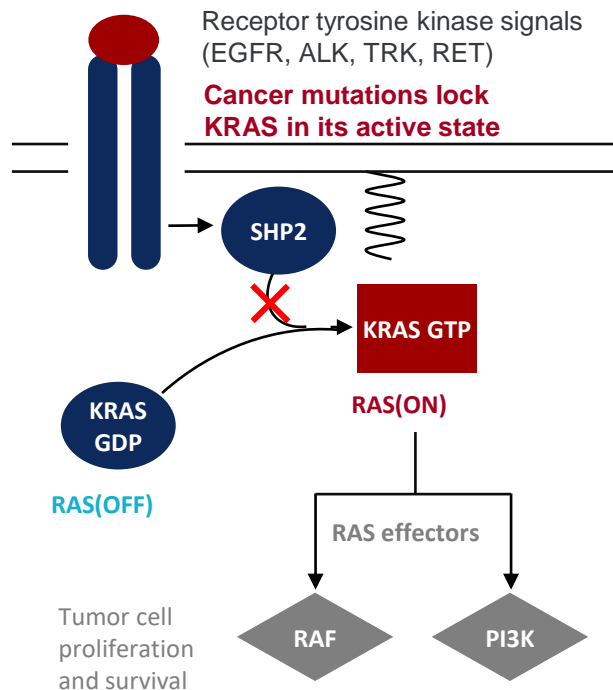 Receptor tyrosine kinase signals
(EGFR, ALK, TRK, RET)
Cancer mutations lock
KRAS in its active state
SHP2
KRAS GTP
KRAS
GDP
RAS(ON)
RAS(OFF)
RAS effectors
Tumor cell
proliferation
and survival
RAF
PI3K